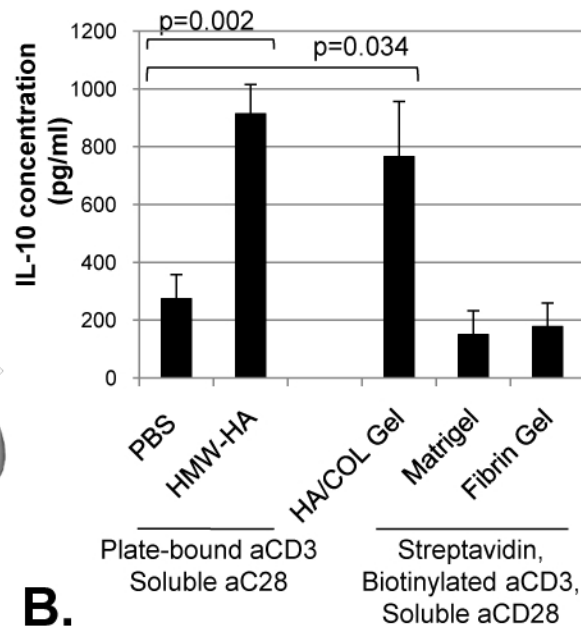 p=0.002
p=0.034
IL-10 concentration
(pg/ml)
1200
1000
800
600
400
200
0
PBS
HMW-HA
HA/COL Gel
Matrigel
Fibrin Gel
Plate-bound aCD3
Soluble aC28
Streptavidin,
Biotinylated aCD3,
Soluble aCD28
B.